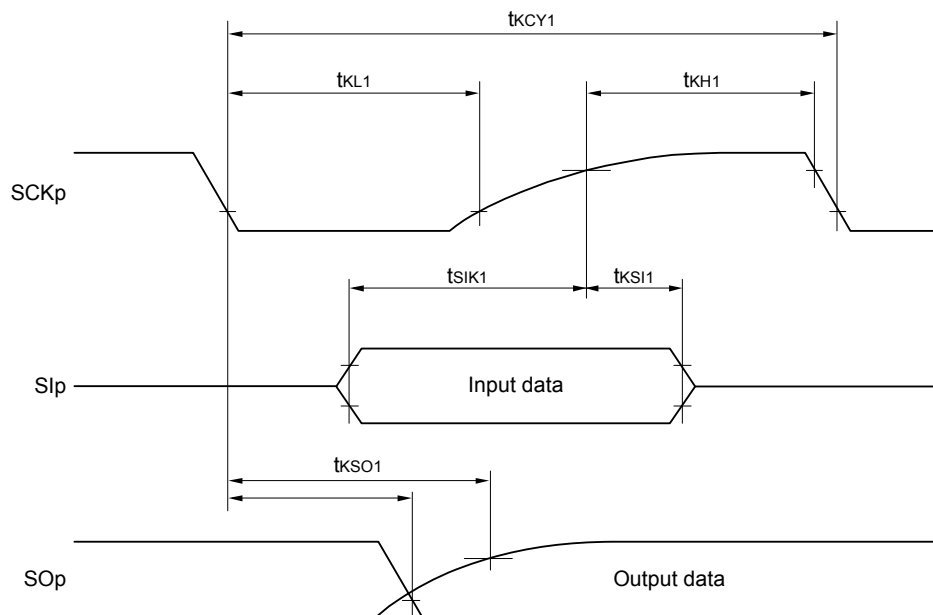 tKCY1
tKL1
tKH1
SCKp
tSIK1
tKSI1
SIp
Input data
tKSO1
SOp
Output data